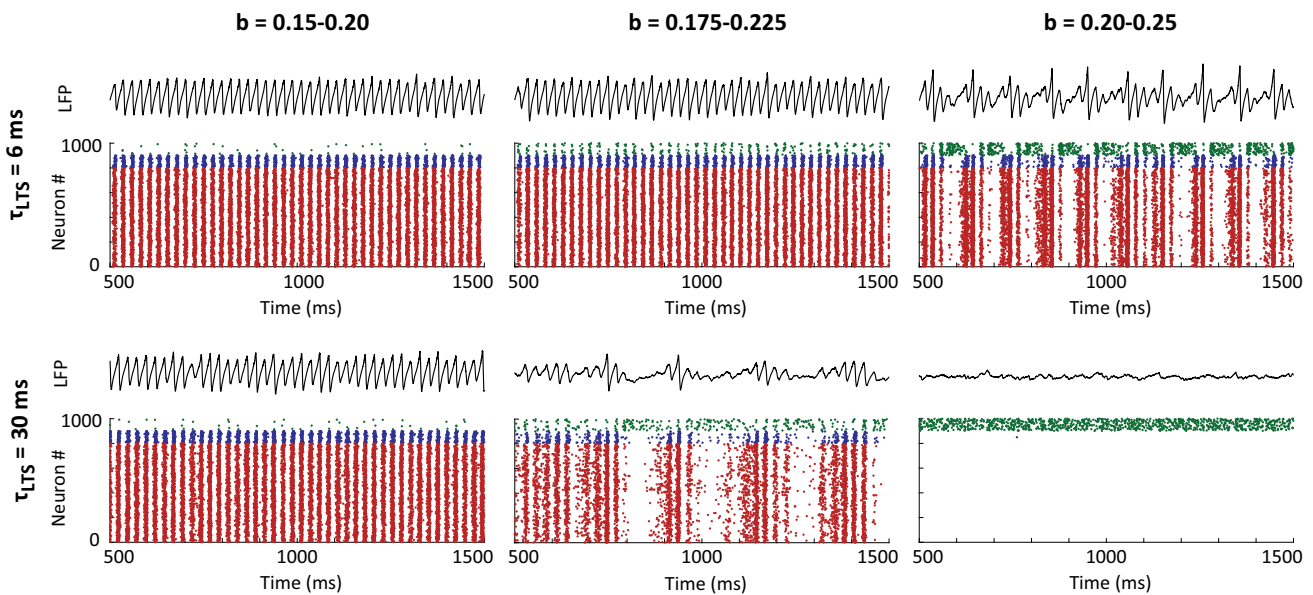 b = 0.15-0.20
b = 0.175-0.225
b = 0.20-0.25
τLTS = 6 ms
LFP
Neuron #
1000
0
500 1000 1500
Time (ms)
500 1000 1500
Time (ms)
500 1000 1500
Time (ms)
τLTS = 30 ms
LFP
Neuron #
1000
0
500 1000 1500
Time (ms)
500 1000 1500
Time (ms)
500 1000 1500
Time (ms)